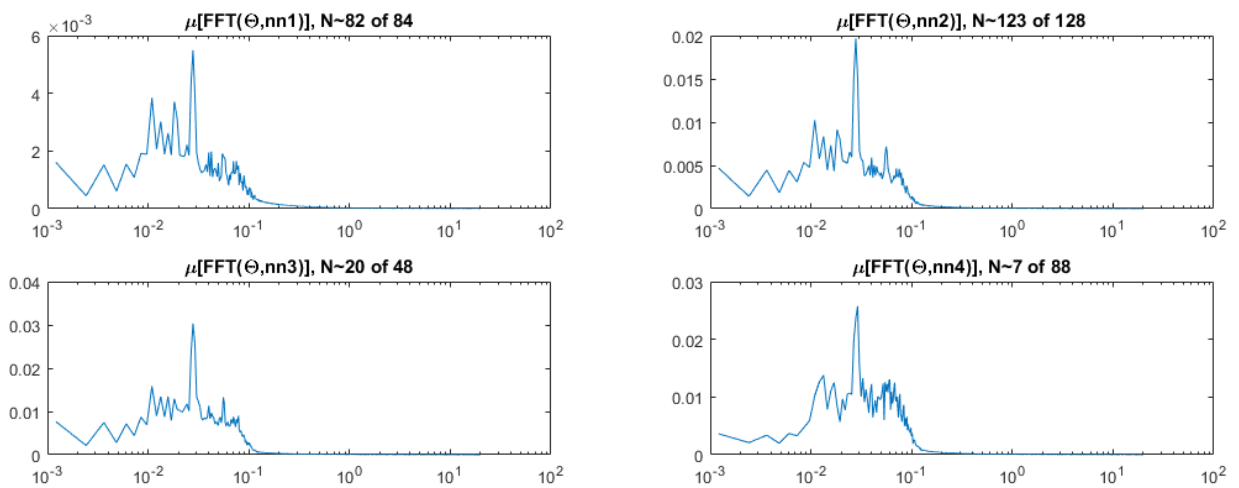 μ[FFT(Θ,nn1)], N~82 of 84
×10⁻³
6
4
2
0
10⁻³ 10⁻² 10⁻¹ 10⁰ 10¹ 10²
μ[FFT(Θ,nn2)], N~123 of 128
0.02
0.015
0.01
0.005
0
10⁻³ 10⁻² 10⁻¹ 10⁰ 10¹ 10²
μ[FFT(Θ,nn3)], N~20 of 48
0.04
0.03
0.02
0.01
0
10⁻³ 10⁻² 10⁻¹ 10⁰ 10¹ 10²
μ[FFT(Θ,nn4)], N~7 of 88
0.03
0.02
0.01
0
10⁻³ 10⁻² 10⁻¹ 10⁰ 10¹ 10²